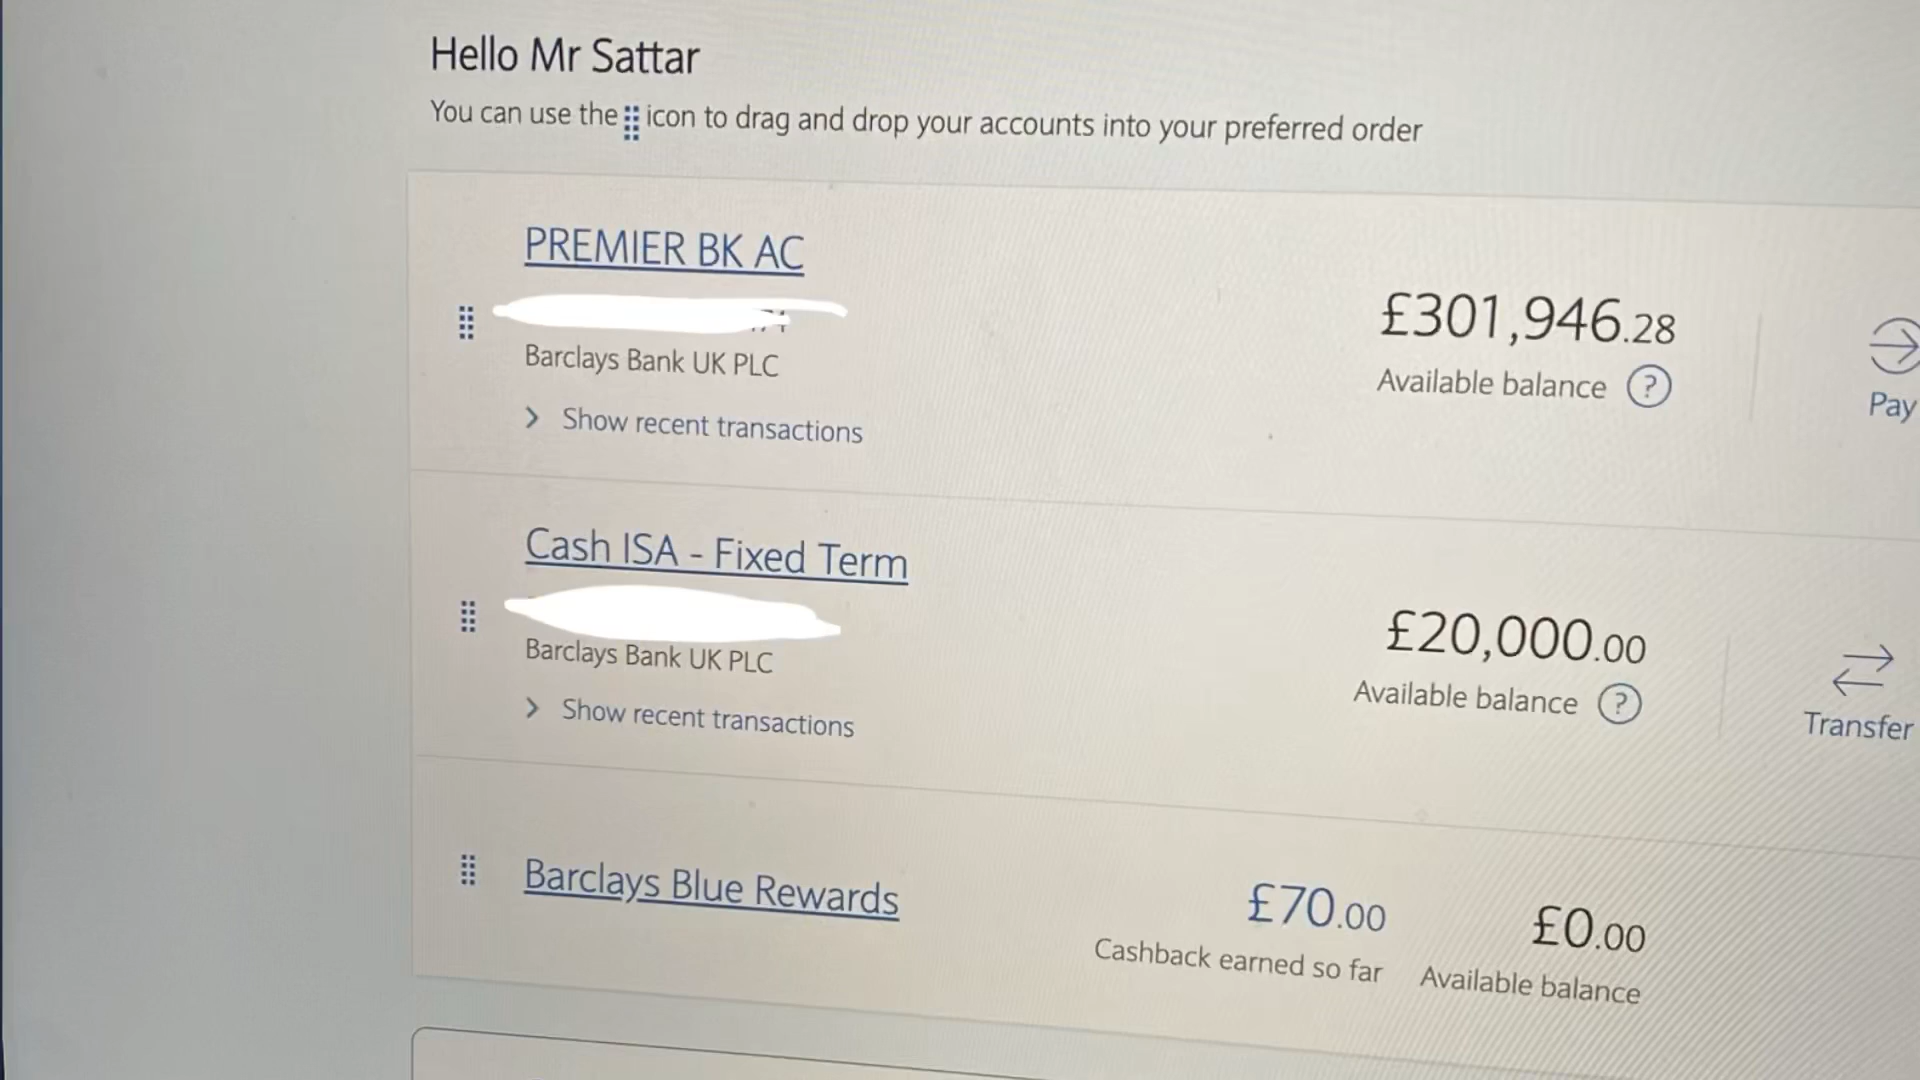 Hello Mr Sattar
You can use the icon to drag and drop your accounts into your preferred order
PREMIER BK AC
Barclays Bank UK PLC
Show recent transactions
£301,946.28
Available balance ?
Pay
Cash ISA - Fixed Term
Barclays Bank UK PLC
Show recent transactions
£20,000.00
Available balance ?
Transfer
Barclays Blue Rewards
£70.00
Cashback earned so far
£0.00
Available balance